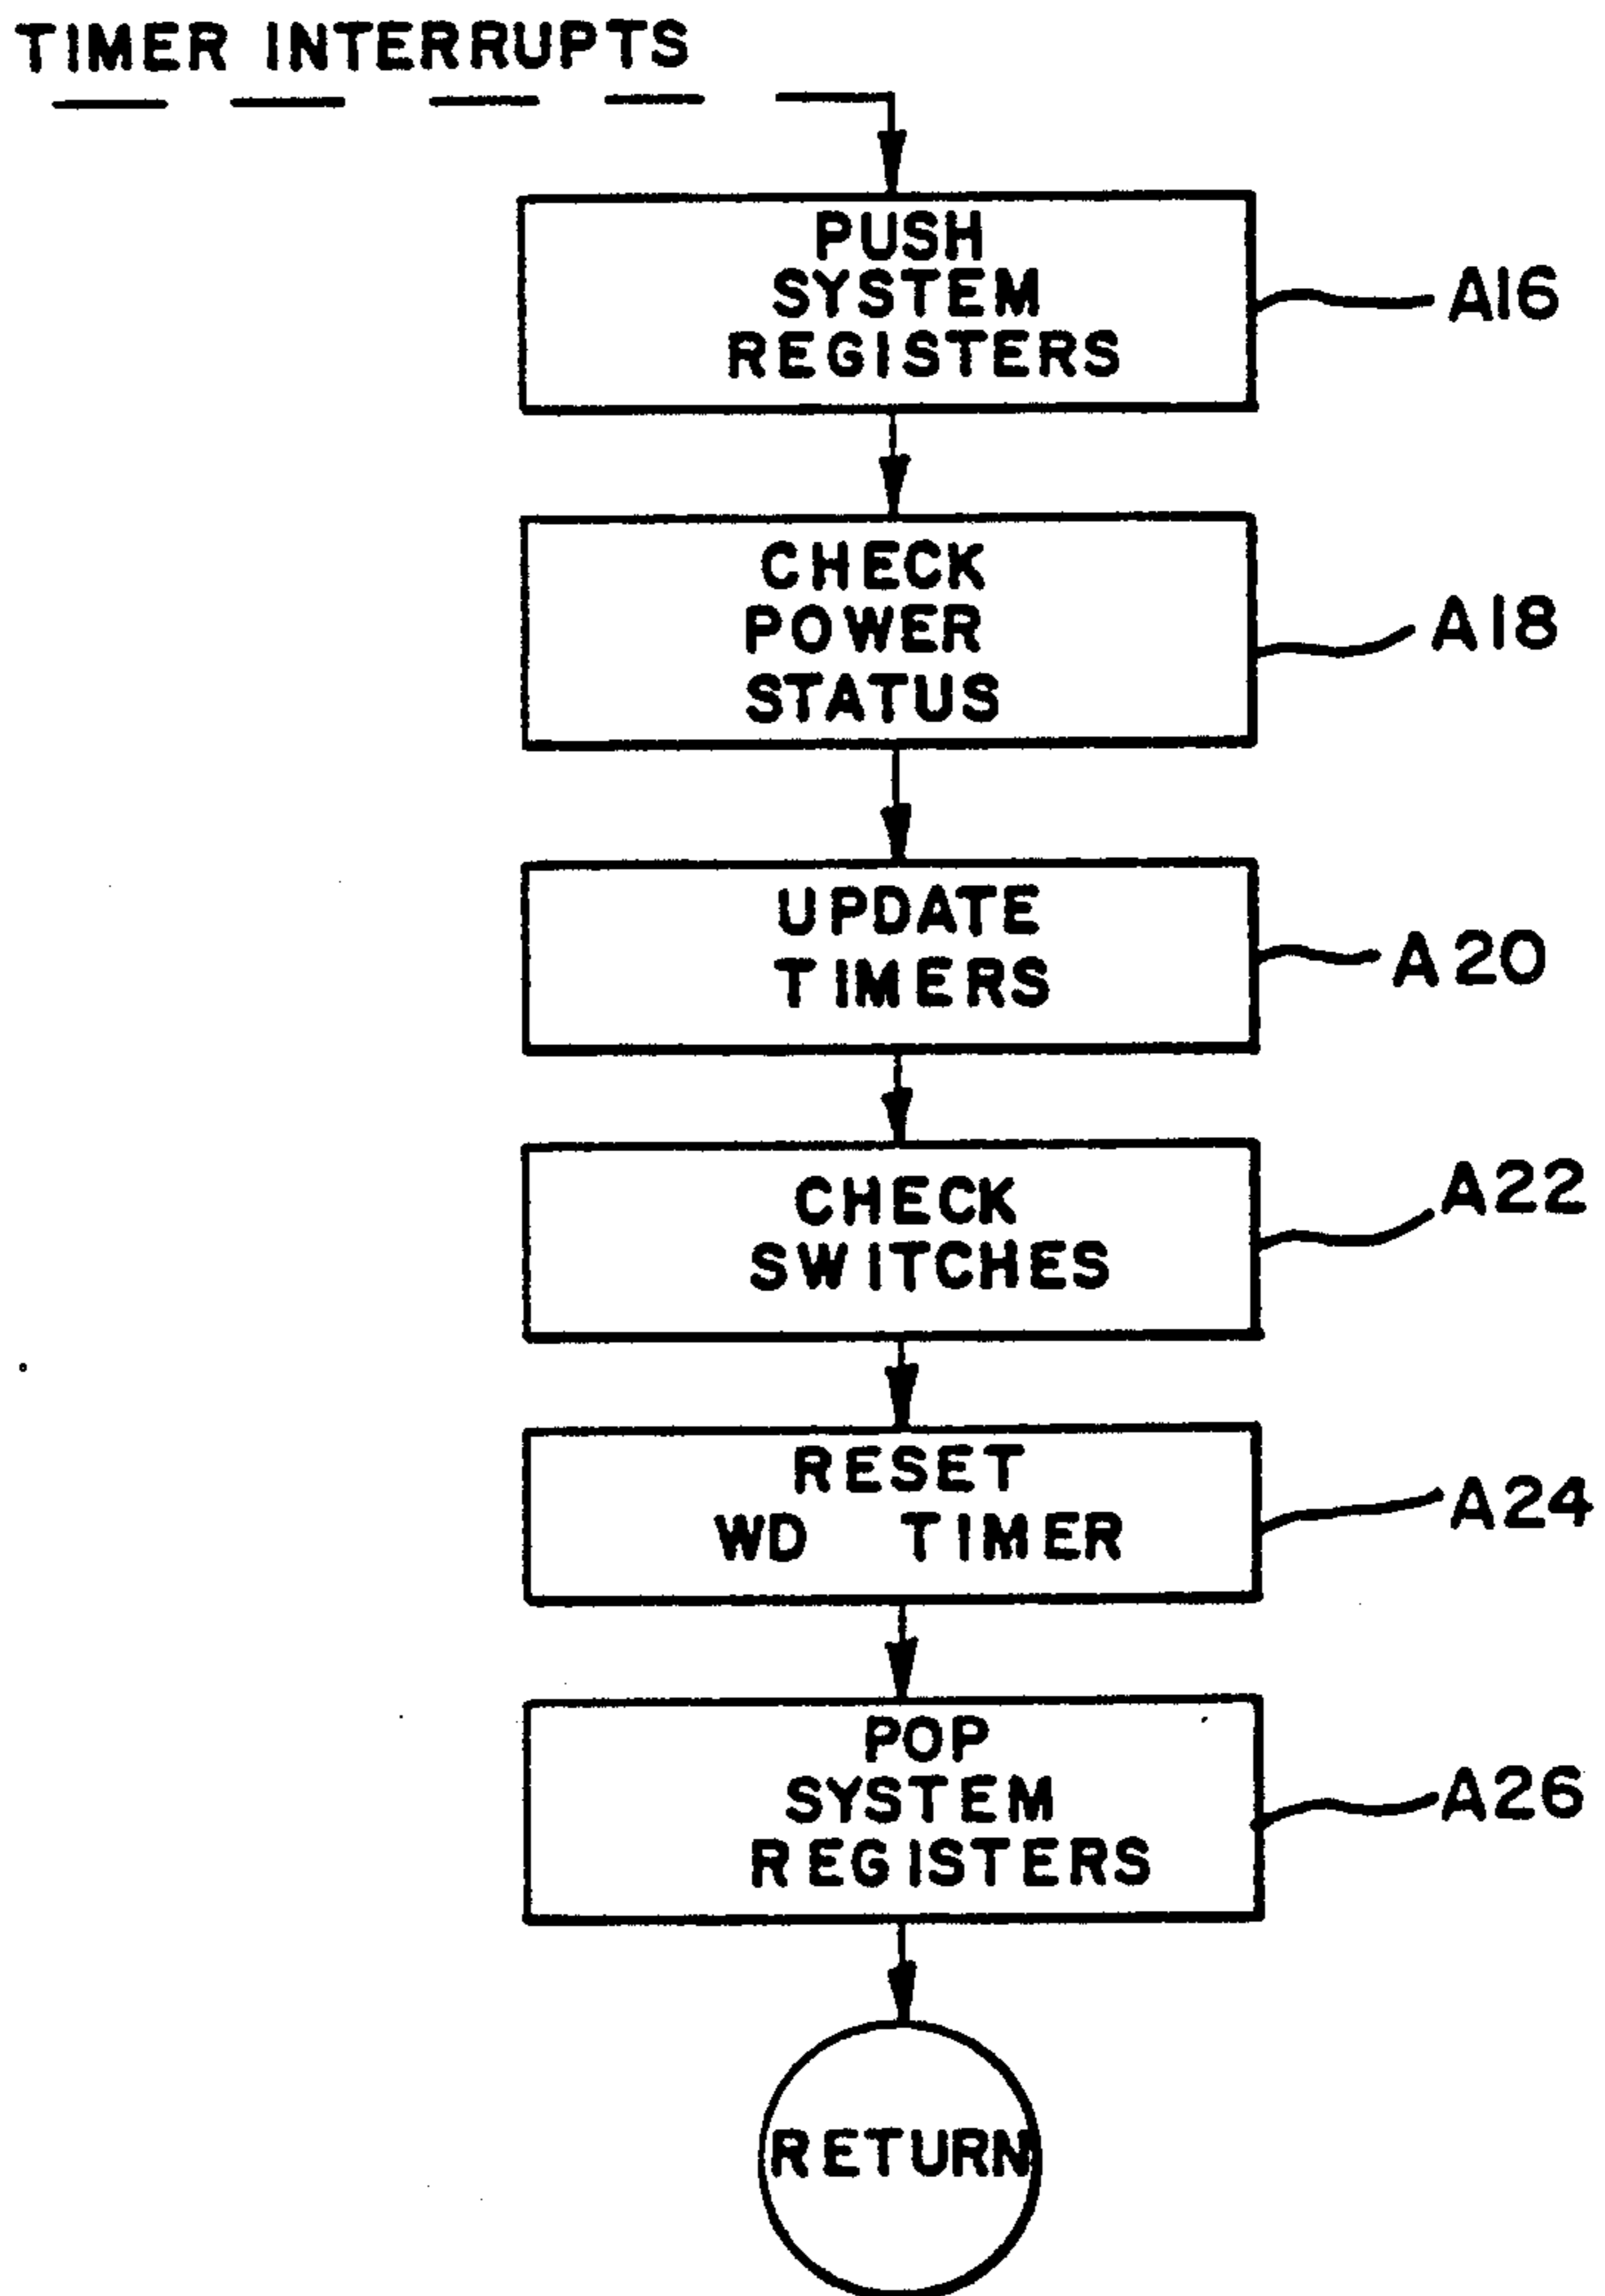 TIMER INTERRUPTS
PUSH
SYSTEM
REGISTERS
A16
CHECK
POWER
STATUS
A18
UPDATE
TIMERS
A20
CHECK
SWITCHES
A22
RESET
WD TIMER
A24
POP
SYSTEM
REGISTERS
A26
RETURN